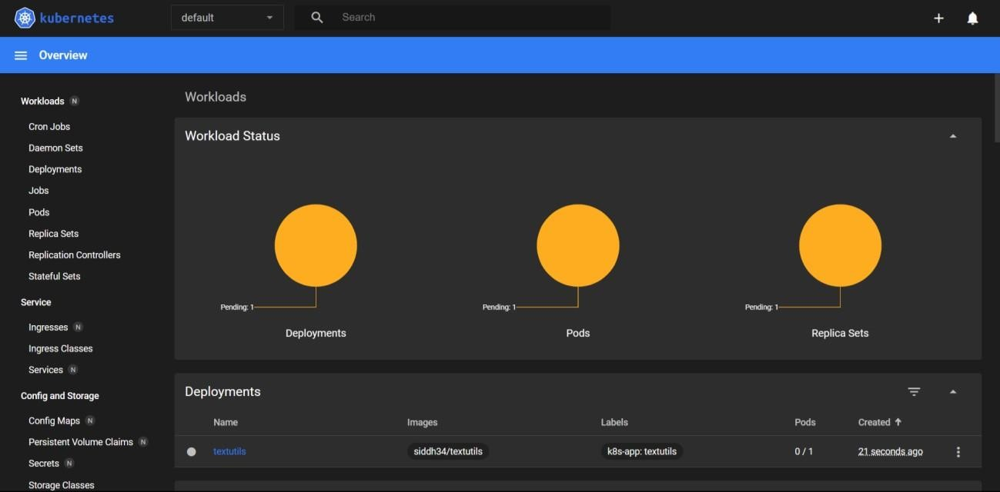 kubernetes
default
Search
Overview
Workloads N
Cron Jobs
Daemon Sets
Deployments
Jobs
Pods
Replica Sets
Replication Controllers
Stateful Sets
Service
Ingresses N
Ingress Classes
Services N
Config and Storage
Config Maps N
Persistent Volume Claims N
Secrets N
Storage Classes
Workloads
Workload Status
Pending: 1
Deployments
Pending: 1
Pods
Pending: 1
Replica Sets
Deployments
Name Images Labels Pods Created
textutils siddh34/textutils k8s-app: textutils 0 / 1 21 seconds ago